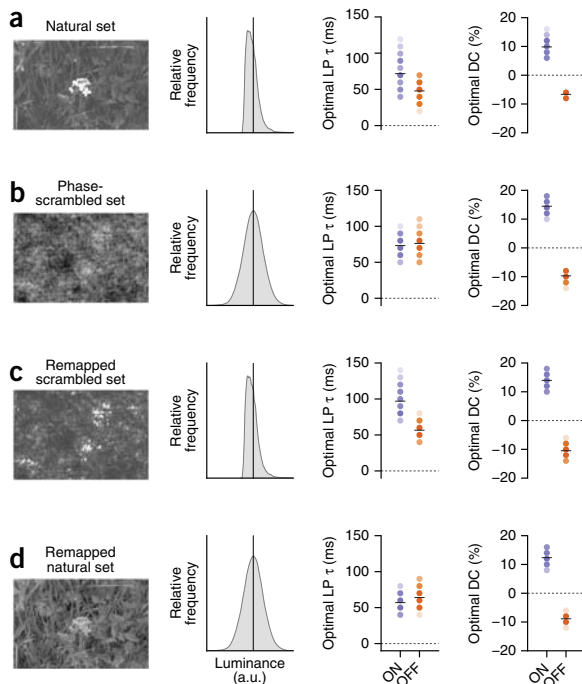 a
Natural set
Relative
frequency
Optimal LP τ (ms)
150
100
50
0
Optimal DC (%)
20
10
0
−10
−20
b
Phase-
scrambled set
Relative
frequency
Optimal LP τ (ms)
150
100
50
0
Optimal DC (%)
20
10
0
−10
−20
c
Remapped
scrambled set
Relative
frequency
Optimal LP τ (ms)
150
100
50
0
Optimal DC (%)
20
10
0
−10
−20
d
Remapped
natural set
Relative
frequency
Luminance
(a.u.)
Optimal LP τ (ms)
150
100
50
0
ON
OFF
Optimal DC (%)
20
10
0
−10
−20
ON
OFF